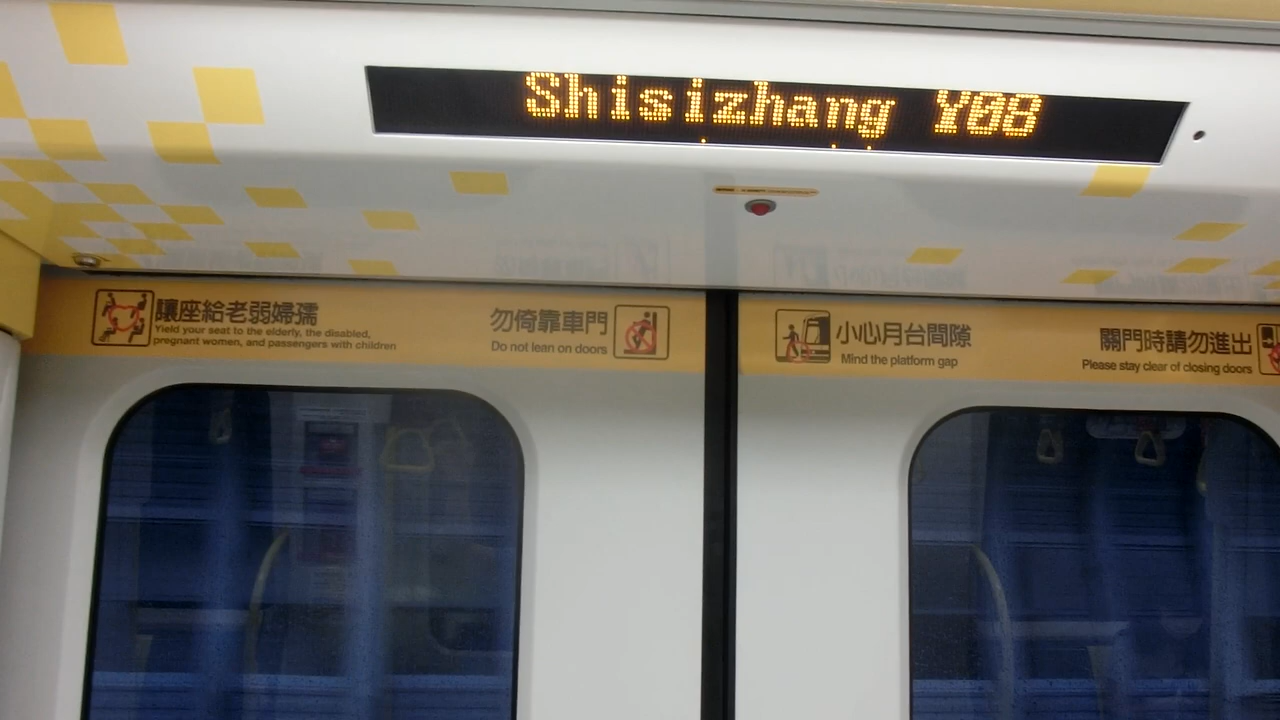 Shisizhang Y08
讓座給老弱婦孺
Yield your seat to the elderly, the disabled,
pregnant women, and passengers with children
勿倚靠車門
Do not lean on doors
小心月台間隙
Mind the platform gap
關門時請勿進出
Please stay clear of closing doors